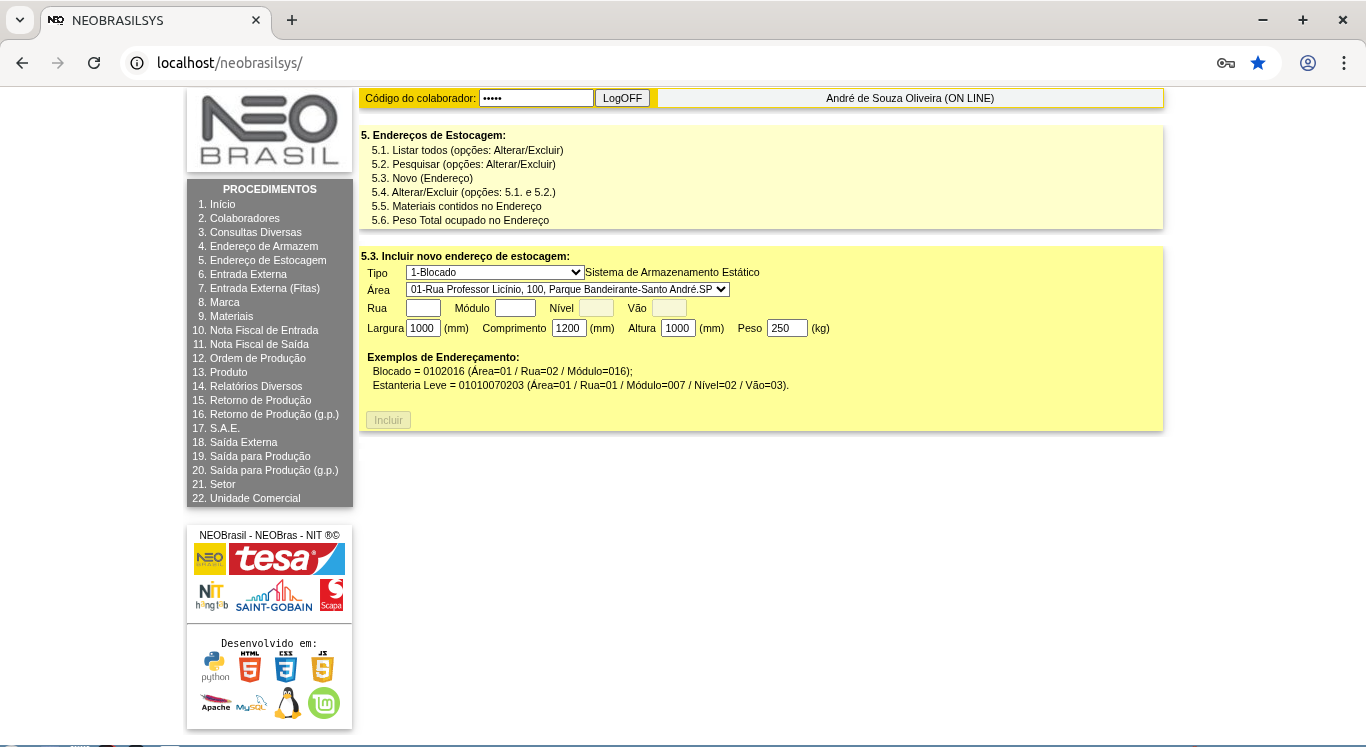 NEOBRASILSYS
localhost/neobrasilsys/
NEO
BRASIL
Código do colaborador: ••••• LogOFF André de Souza Oliveira (ON LINE)
PROCEDIMENTOS
1. Início
2. Colaboradores
3. Consultas Diversas
4. Endereço de Armazem
5. Endereço de Estocagem
6. Entrada Externa
7. Entrada Externa (Fitas)
8. Marca
9. Materiais
10. Nota Fiscal de Entrada
11. Nota Fiscal de Saída
12. Ordem de Produção
13. Produto
14. Relatórios Diversos
15. Retorno de Produção
16. Retorno de Produção (g.p.)
17. S.A.E.
18. Saída Externa
19. Saída para Produção
20. Saída para Produção (g.p.)
21. Setor
22. Unidade Comercial
5. Endereços de Estocagem:
5.1. Listar todos (opções: Alterar/Excluir)
5.2. Pesquisar (opções: Alterar/Excluir)
5.3. Novo (Endereço)
5.4. Alterar/Excluir (opções: 5.1. e 5.2.)
5.5. Materiais contidos no Endereço
5.6. Peso Total ocupado no Endereço
5.3. Incluir novo endereço de estocagem:
Tipo 1-Blocado Sistema de Armazenamento Estático
Área 01-Rua Professor Licínio, 100, Parque Bandeirante-Santo André.SP
Rua Módulo Nível Vão
Largura 1000 (mm) Comprimento 1200 (mm) Altura 1000 (mm) Peso 250 (kg)
Exemplos de Endereçamento:
Blocado = 0102016 (Área=01 / Rua=02 / Módulo=016);
Estanteria Leve = 01010070203 (Área=01 / Rua=01 / Módulo=007 / Nível=02 / Vão=03).
Incluir
NEOBrasil - NEOBras - NIT ®©
NEO
BRASIL
tesa
NIT
SAINT-GOBAIN
Scapa
Desenvolvido em:
python
HTML
5
CSS
3
JS
5
Apache
MySQL